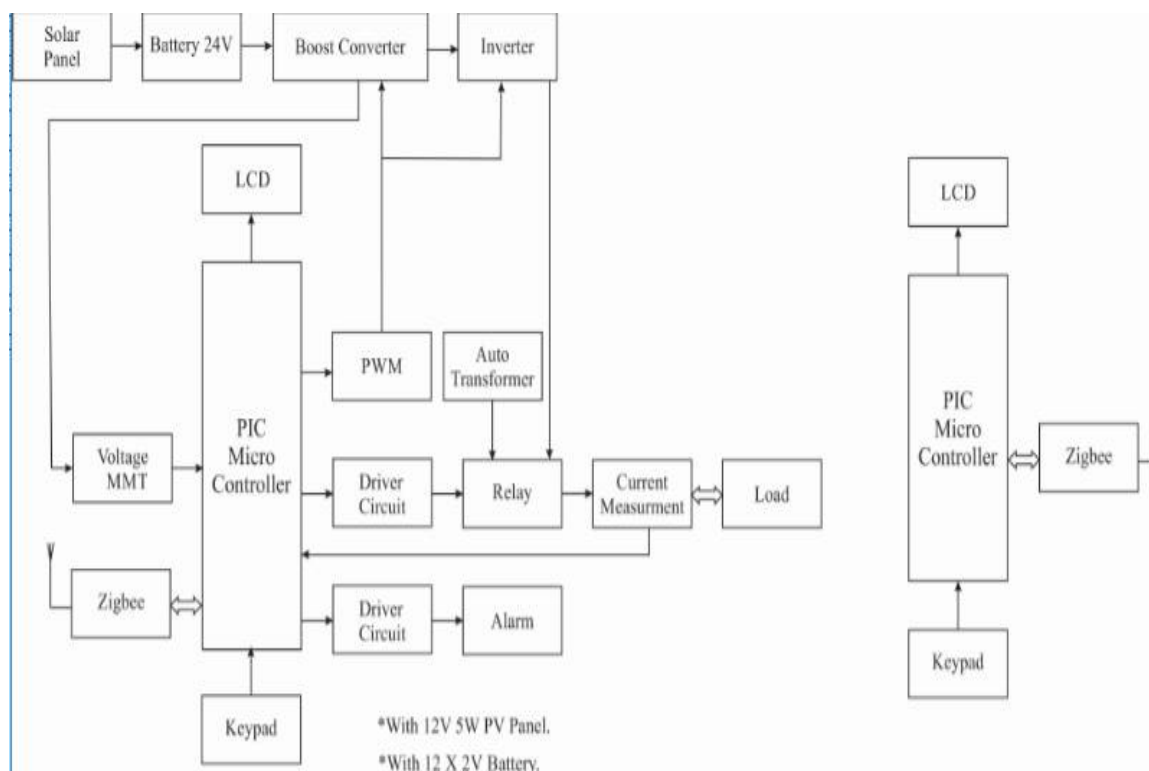 Solar
Panel
Battery 24V
Boost Converter
Inverter
LCD
PWM
Auto
Transformer
PIC
Micro
Controller
Voltage
MMT
Driver
Circuit
Relay
Current
Measurment
Load
Zigbee
Driver
Circuit
Alarm
Keypad
*With 12V 5W PV Panel.
*With 12 X 2V Battery.
LCD
PIC
Micro
Controller
Zigbee
Keypad